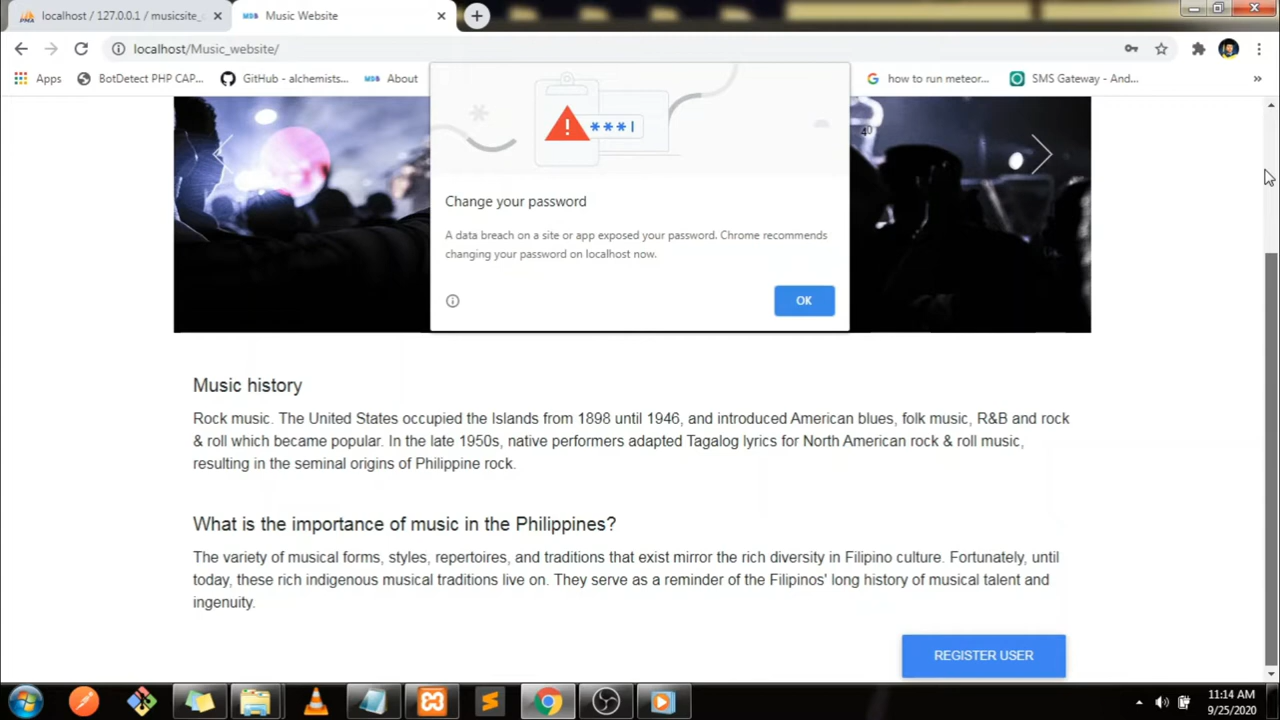 localhost / 127.0.0.1 / musicsite_
MDB Music Website
localhost/Music_website/
Apps
BotDetect PHP CAP...
GitHub - alchemists...
MDB About
how to run meteor...
SMS Gateway - And...
»
***|
Change your password
A data breach on a site or app exposed your password. Chrome recommends
changing your password on localhost now.
OK
Music history
Rock music. The United States occupied the Islands from 1898 until 1946, and introduced American blues, folk music, R&B and rock
& roll which became popular. In the late 1950s, native performers adapted Tagalog lyrics for North American rock & roll music,
resulting in the seminal origins of Philippine rock.
What is the importance of music in the Philippines?
The variety of musical forms, styles, repertoires, and traditions that exist mirror the rich diversity in Filipino culture. Fortunately, until
today, these rich indigenous musical traditions live on. They serve as a reminder of the Filipinos' long history of musical talent and
ingenuity.
REGISTER USER
11:14 AM
9/25/2020